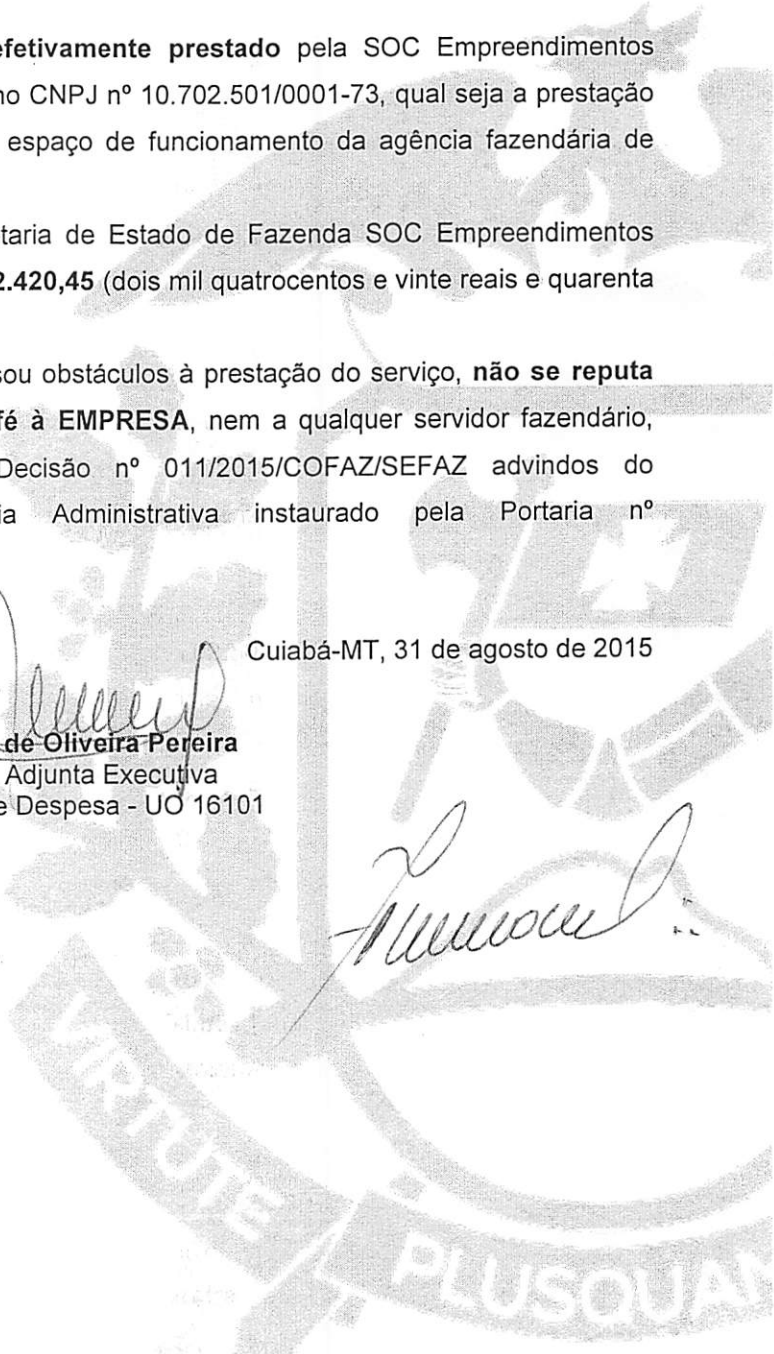 efetivamente prestado pela SOC Empreendimentos
no CNPJ nº 10.702.501/0001-73, qual seja a prestação
espaço de funcionamento da agência fazendária de
taria de Estado de Fazenda SOC Empreendimentos
2.420,45 (dois mil quatrocentos e vinte reais e quarenta
sou obstáculos à prestação do serviço, não se reputa
fé à EMPRESA, nem a qualquer servidor fazendário,
Decisão nº 011/2015/COFAZ/SEFAZ advindos do
ia Administrativa instaurado pela Portaria nº
Cuiabá-MT, 31 de agosto de 2015
de Oliveira Pereira
Adjunta Executiva
e Despesa - UO 16101
VIRTUTE PLUSQUAM